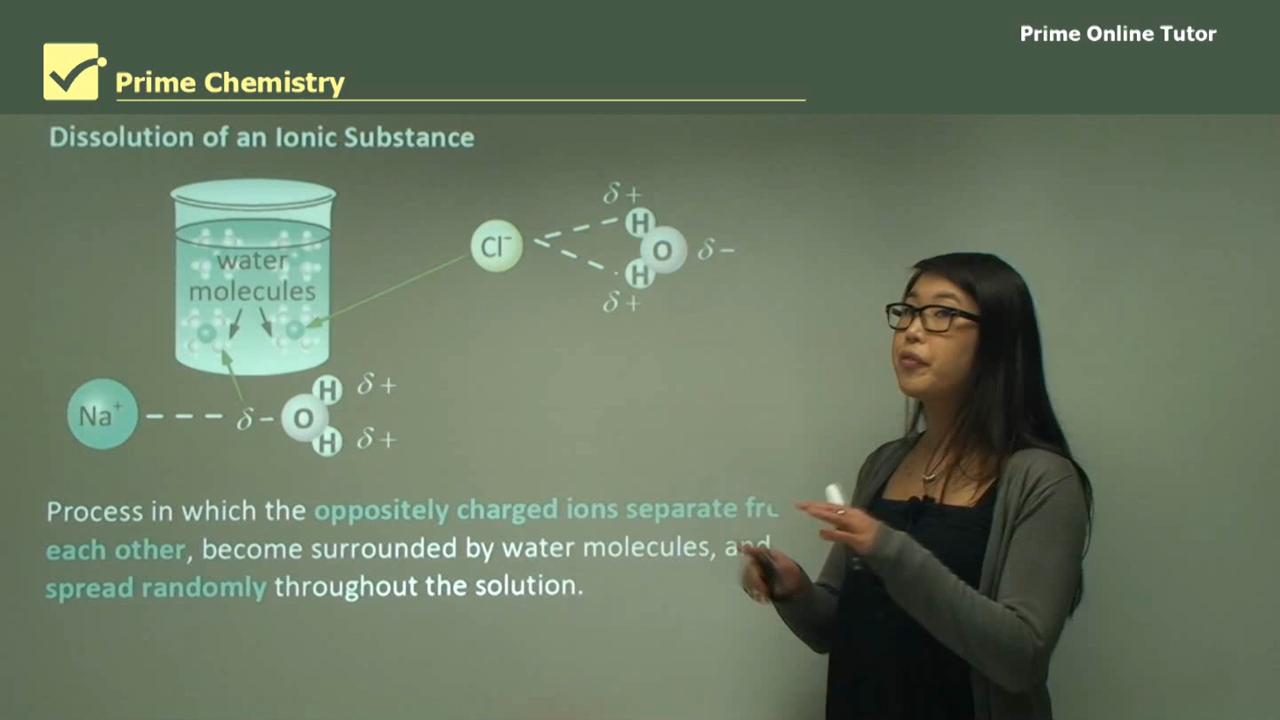 Prime Online Tutor
Prime Chemistry
Dissolution of an Ionic Substance
δ+
H
Cl⁻
O
δ−
water
molecules
H
δ+
H
δ+
Na⁺
δ−
O
H
δ+
Process in which the oppositely charged ions separate
each other, become surrounded by water molecules, and
spread randomly throughout the solution.